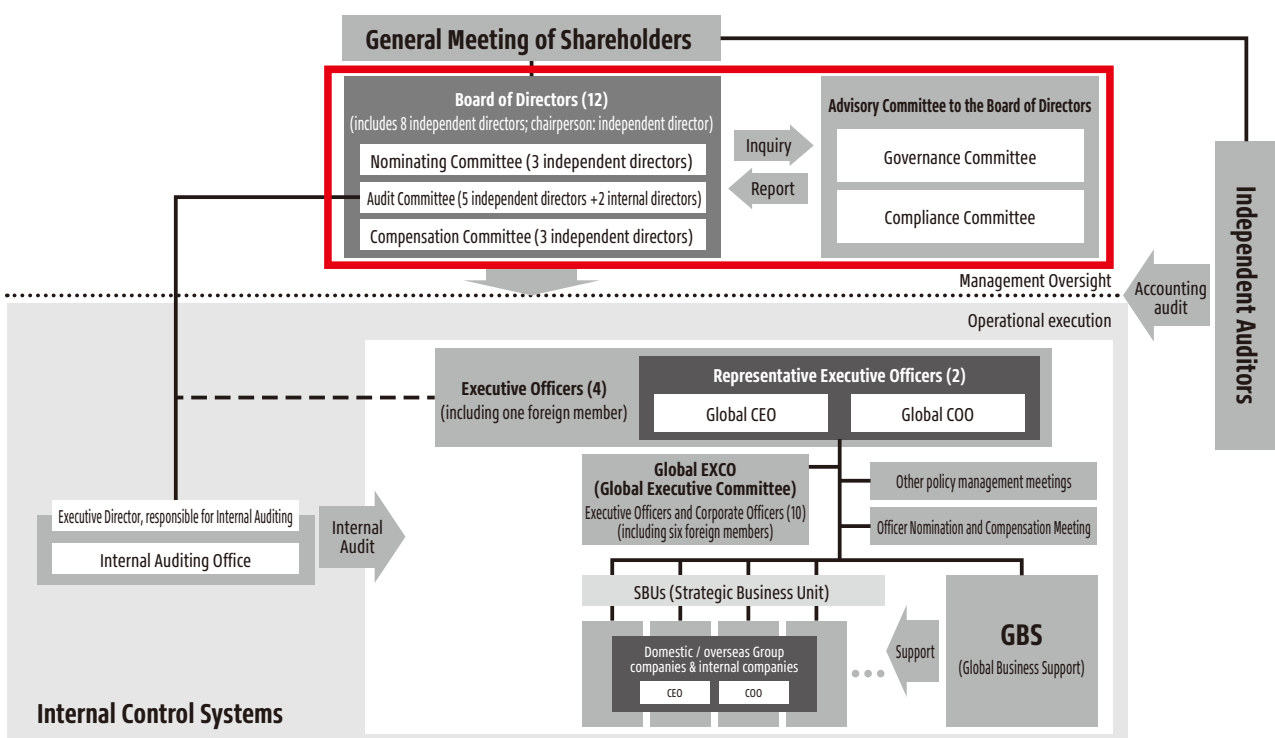 General Meeting of Shareholders
Board of Directors (12)
(includes 8 independent directors; chairperson: independent director)
Nominating Committee (3 independent directors)
Audit Committee (5 independent directors +2 internal directors)
Compensation Committee (3 independent directors)
Inquiry
Report
Advisory Committee to the Board of Directors
Governance Committee
Compliance Committee
Independent Auditors
Accounting
audit
Management Oversight
Operational execution
Executive Officers (4)
(including one foreign member)
Representative Executive Officers (2)
Global CEO
Global COO
Global EXCO
(Global Executive Committee)
Executive Officers and Corporate Officers (10)
(including six foreign members)
Other policy management meetings
Officer Nomination and Compensation Meeting
Executive Director, responsible for Internal Auditing
Internal Auditing Office
Internal
Audit
SBUs (Strategic Business Unit)
Domestic / overseas Group
companies & internal companies
CEO
COO
Support
GBS
(Global Business Support)
Internal Control Systems